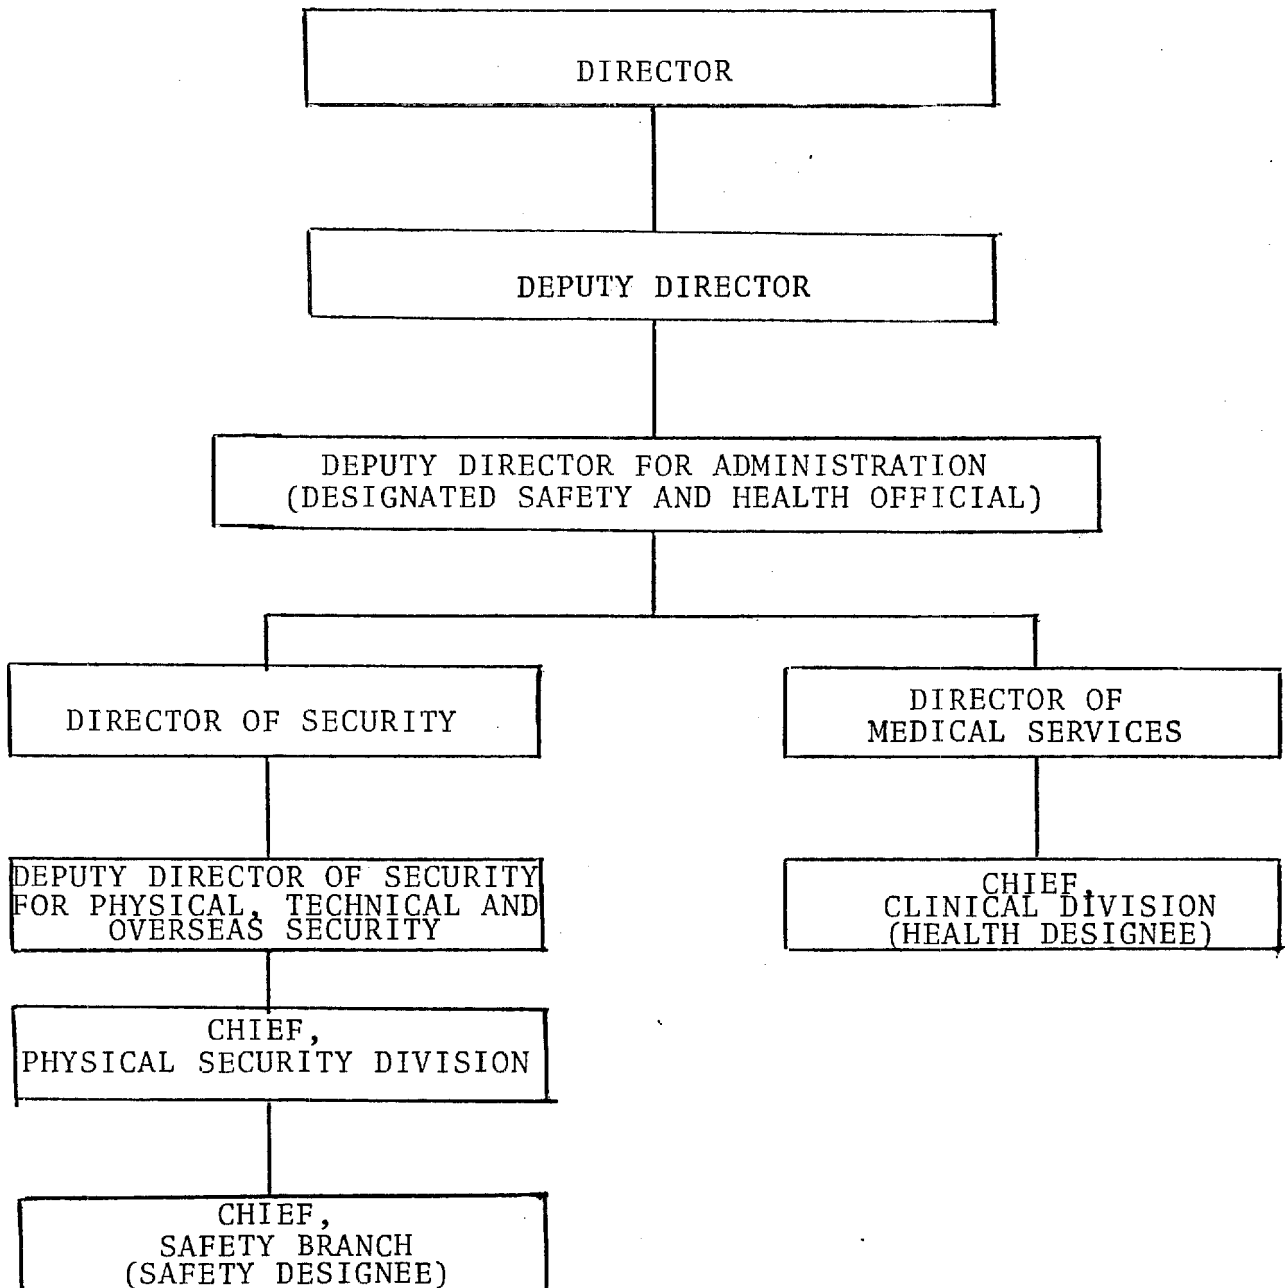 DIRECTOR
DEPUTY DIRECTOR
DEPUTY DIRECTOR FOR ADMINISTRATION
(DESIGNATED SAFETY AND HEALTH OFFICIAL)
DIRECTOR OF SECURITY
DIRECTOR OF
MEDICAL SERVICES
DEPUTY DIRECTOR OF SECURITY
FOR PHYSICAL, TECHNICAL AND
OVERSEAS SECURITY
CHIEF,
CLINICAL DIVISION
(HEALTH DESIGNEE)
CHIEF,
PHYSICAL SECURITY DIVISION
CHIEF,
SAFETY BRANCH
(SAFETY DESIGNEE)